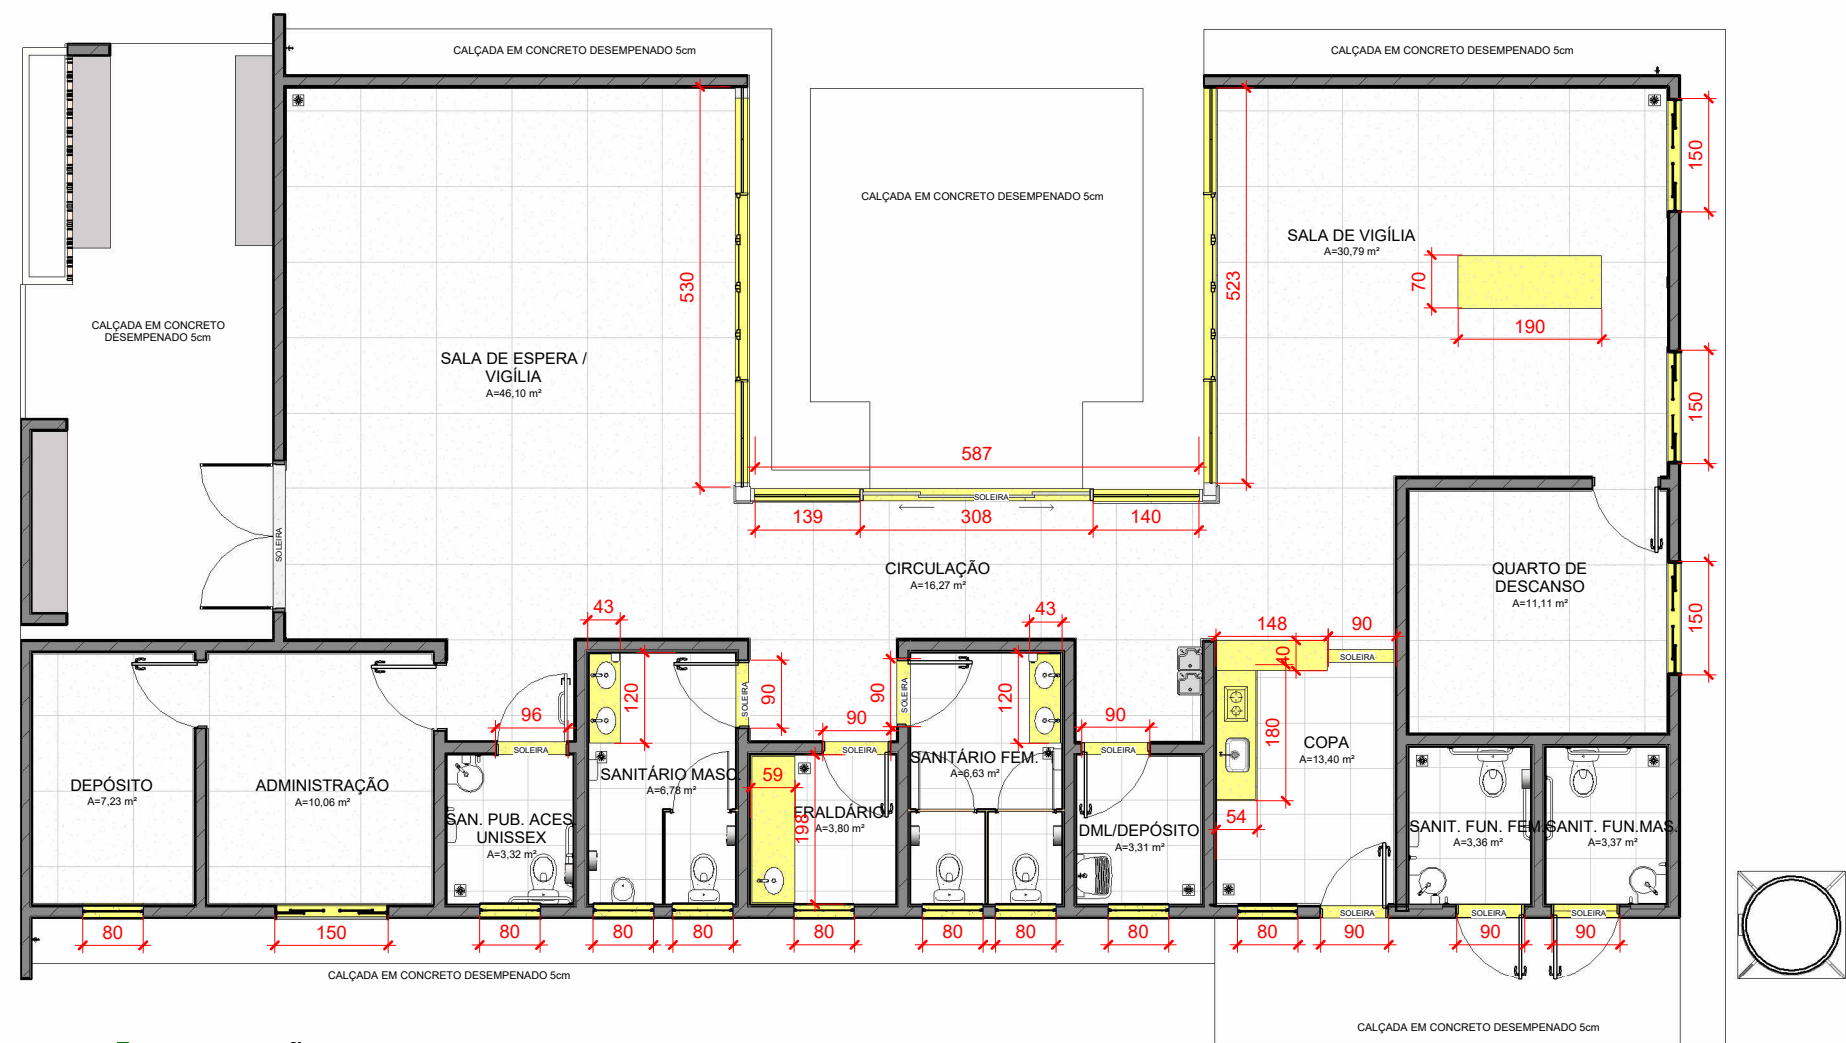 CALÇADA EM CONCRETO DESEMPENADO 5cm
CALÇADA EM CONCRETO DESEMPENADO 5cm
CALÇADA EM CONCRETO DESEMPENADO 5cm
150
SALA DE VIGÍLIA
A=30,79 m²
530
523
70
190
CALÇADA EM CONCRETO
DESEMPENADO 5cm
SALA DE ESPERA /
VIGÍLIA
A=46,10 m²
150
587
SOLEIRA
139
308
140
SOLEIRA
CIRCULAÇÃO
A=16,27 m²
QUARTO DE
DESCANSO
A=11,11 m²
150
43
43
148
90
40
SOLEIRA
120
SOLEIRA
90
90
SOLEIRA
120
96
90
90
180
SOLEIRA
SOLEIRA
SOLEIRA
COPA
A=13,40 m²
DEPÓSITO
A=7,23 m²
ADMINISTRAÇÃO
A=10,06 m²
SANITÁRIO MASC.
A=6,78 m²
59
SANITÁRIO FEM.
A=6,63 m²
SAN. PUB. ACES.
UNISSEX
A=3,32 m²
198
FRALDÁRIO
A=3,80 m²
DML/DEPÓSITO
A=3,31 m²
54
SANIT. FUN. FEM.
A=3,36 m²
SANIT. FUN.MAS.
A=3,37 m²
SOLEIRA
SOLEIRA
SOLEIRA
80
150
80
80
80
80
80
80
80
80
90
90
90
CALÇADA EM CONCRETO DESEMPENADO 5cm
CALÇADA EM CONCRETO DESEMPENADO 5cm